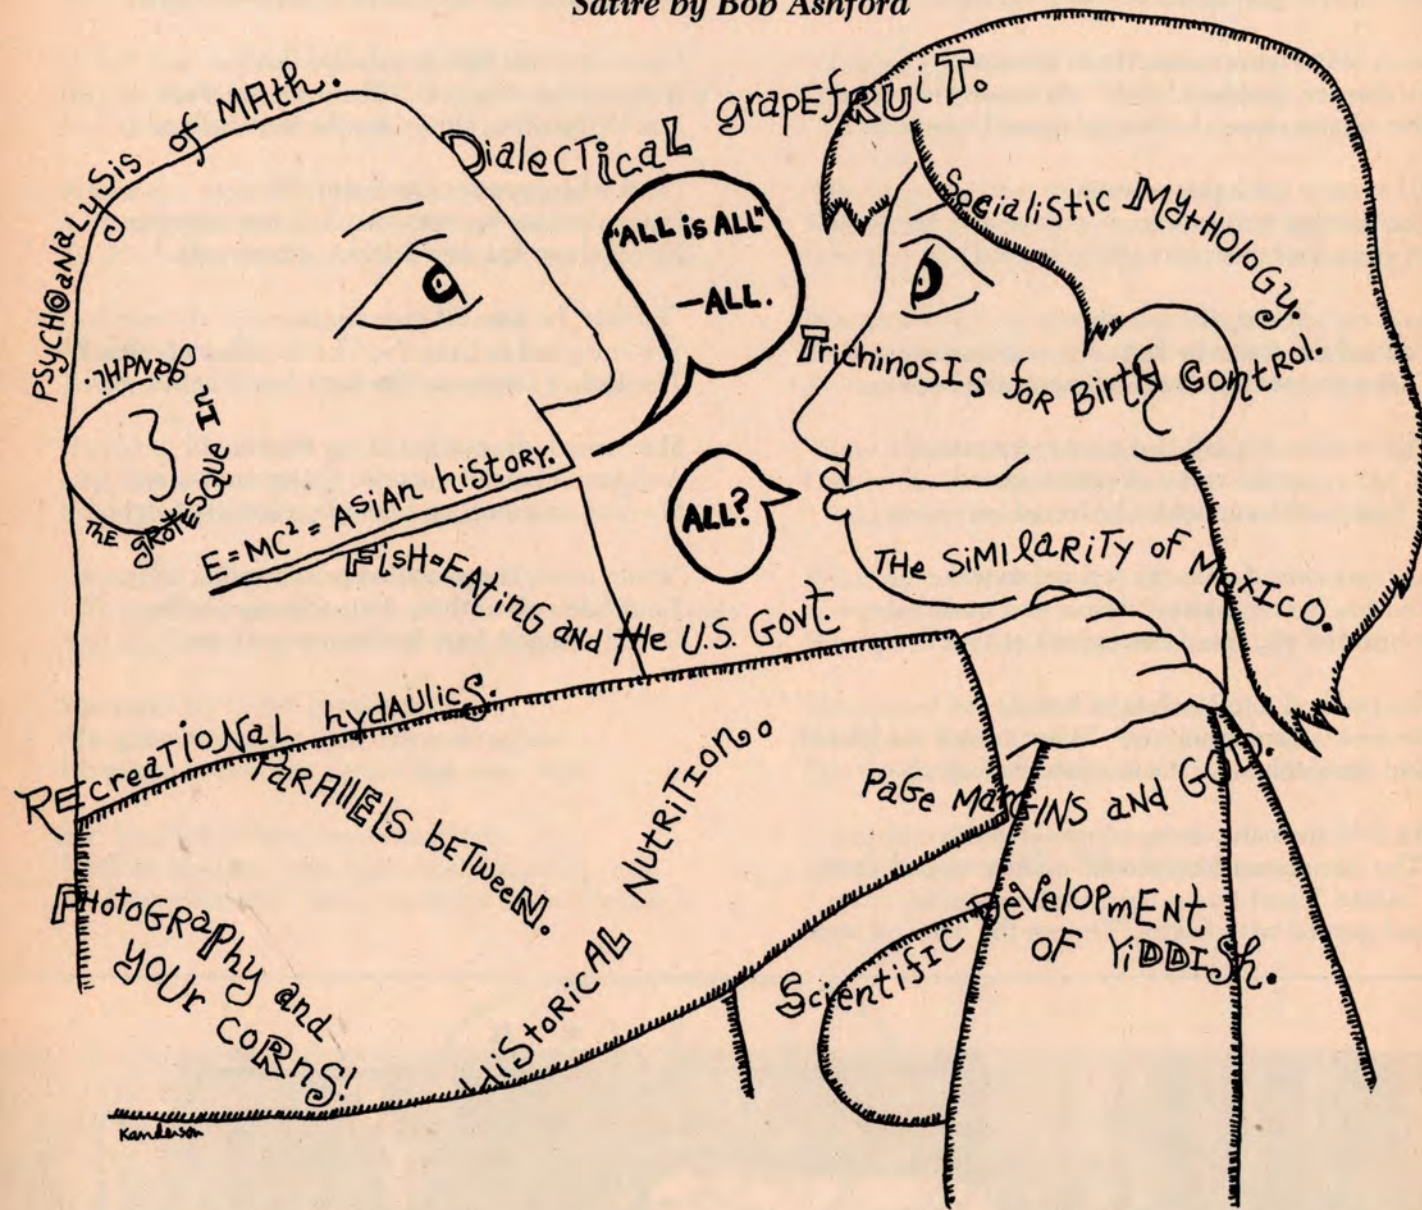 Satire by Bob Ashford
PSYCHOaNaLYSis of MAth.
DialecTicaL grapEfRUiT.
"ALL is ALL"
—ALL.
Socialistic MythHoloGy.
TrichinoSIS foR BirtH ContRol.
THE gROTESQUE IN gaNdHi.
E=MC²=ASiAn hiSTORY.
ALL?
FisH-EAtinG aNd tHe U.S. Govt.
THe SiMIlaRiTY of MexIcO.
REcreaTioNaL hydAULicS.
PaRAllELS bETweeN.
HiStoRiCAL NUtRiTIon.
PaGe MaRGINS aNd GOD.
PHotoGRaPhy and
yoUr coRnS!
ScientifIC DeVelOPmENt
OF YiDDISh.
Kanderson